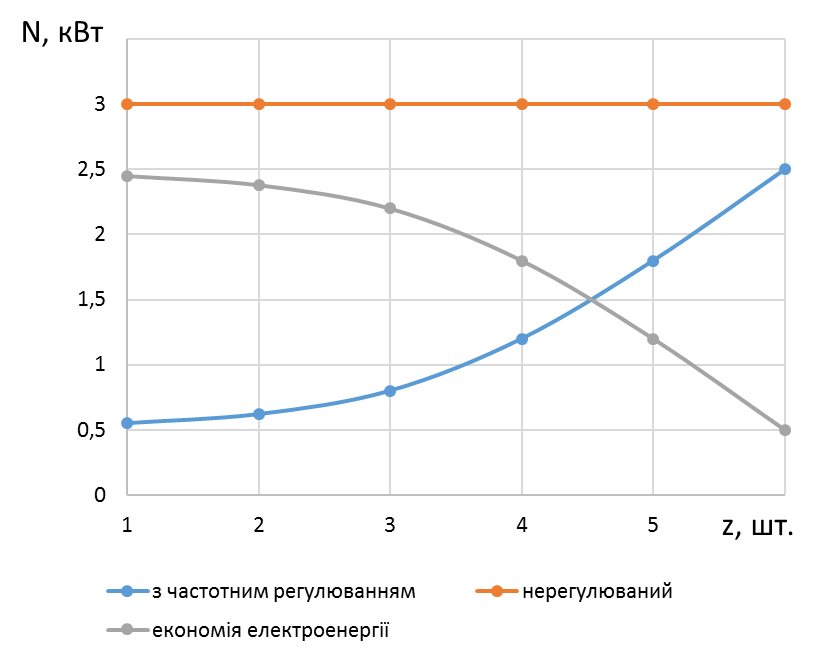 N, кВт
3
2,5
2
1,5
1
0,5
0
1 2 3 4 5 z, шт.
з частотним регулюванням нерегулюваний
економія електроенергії